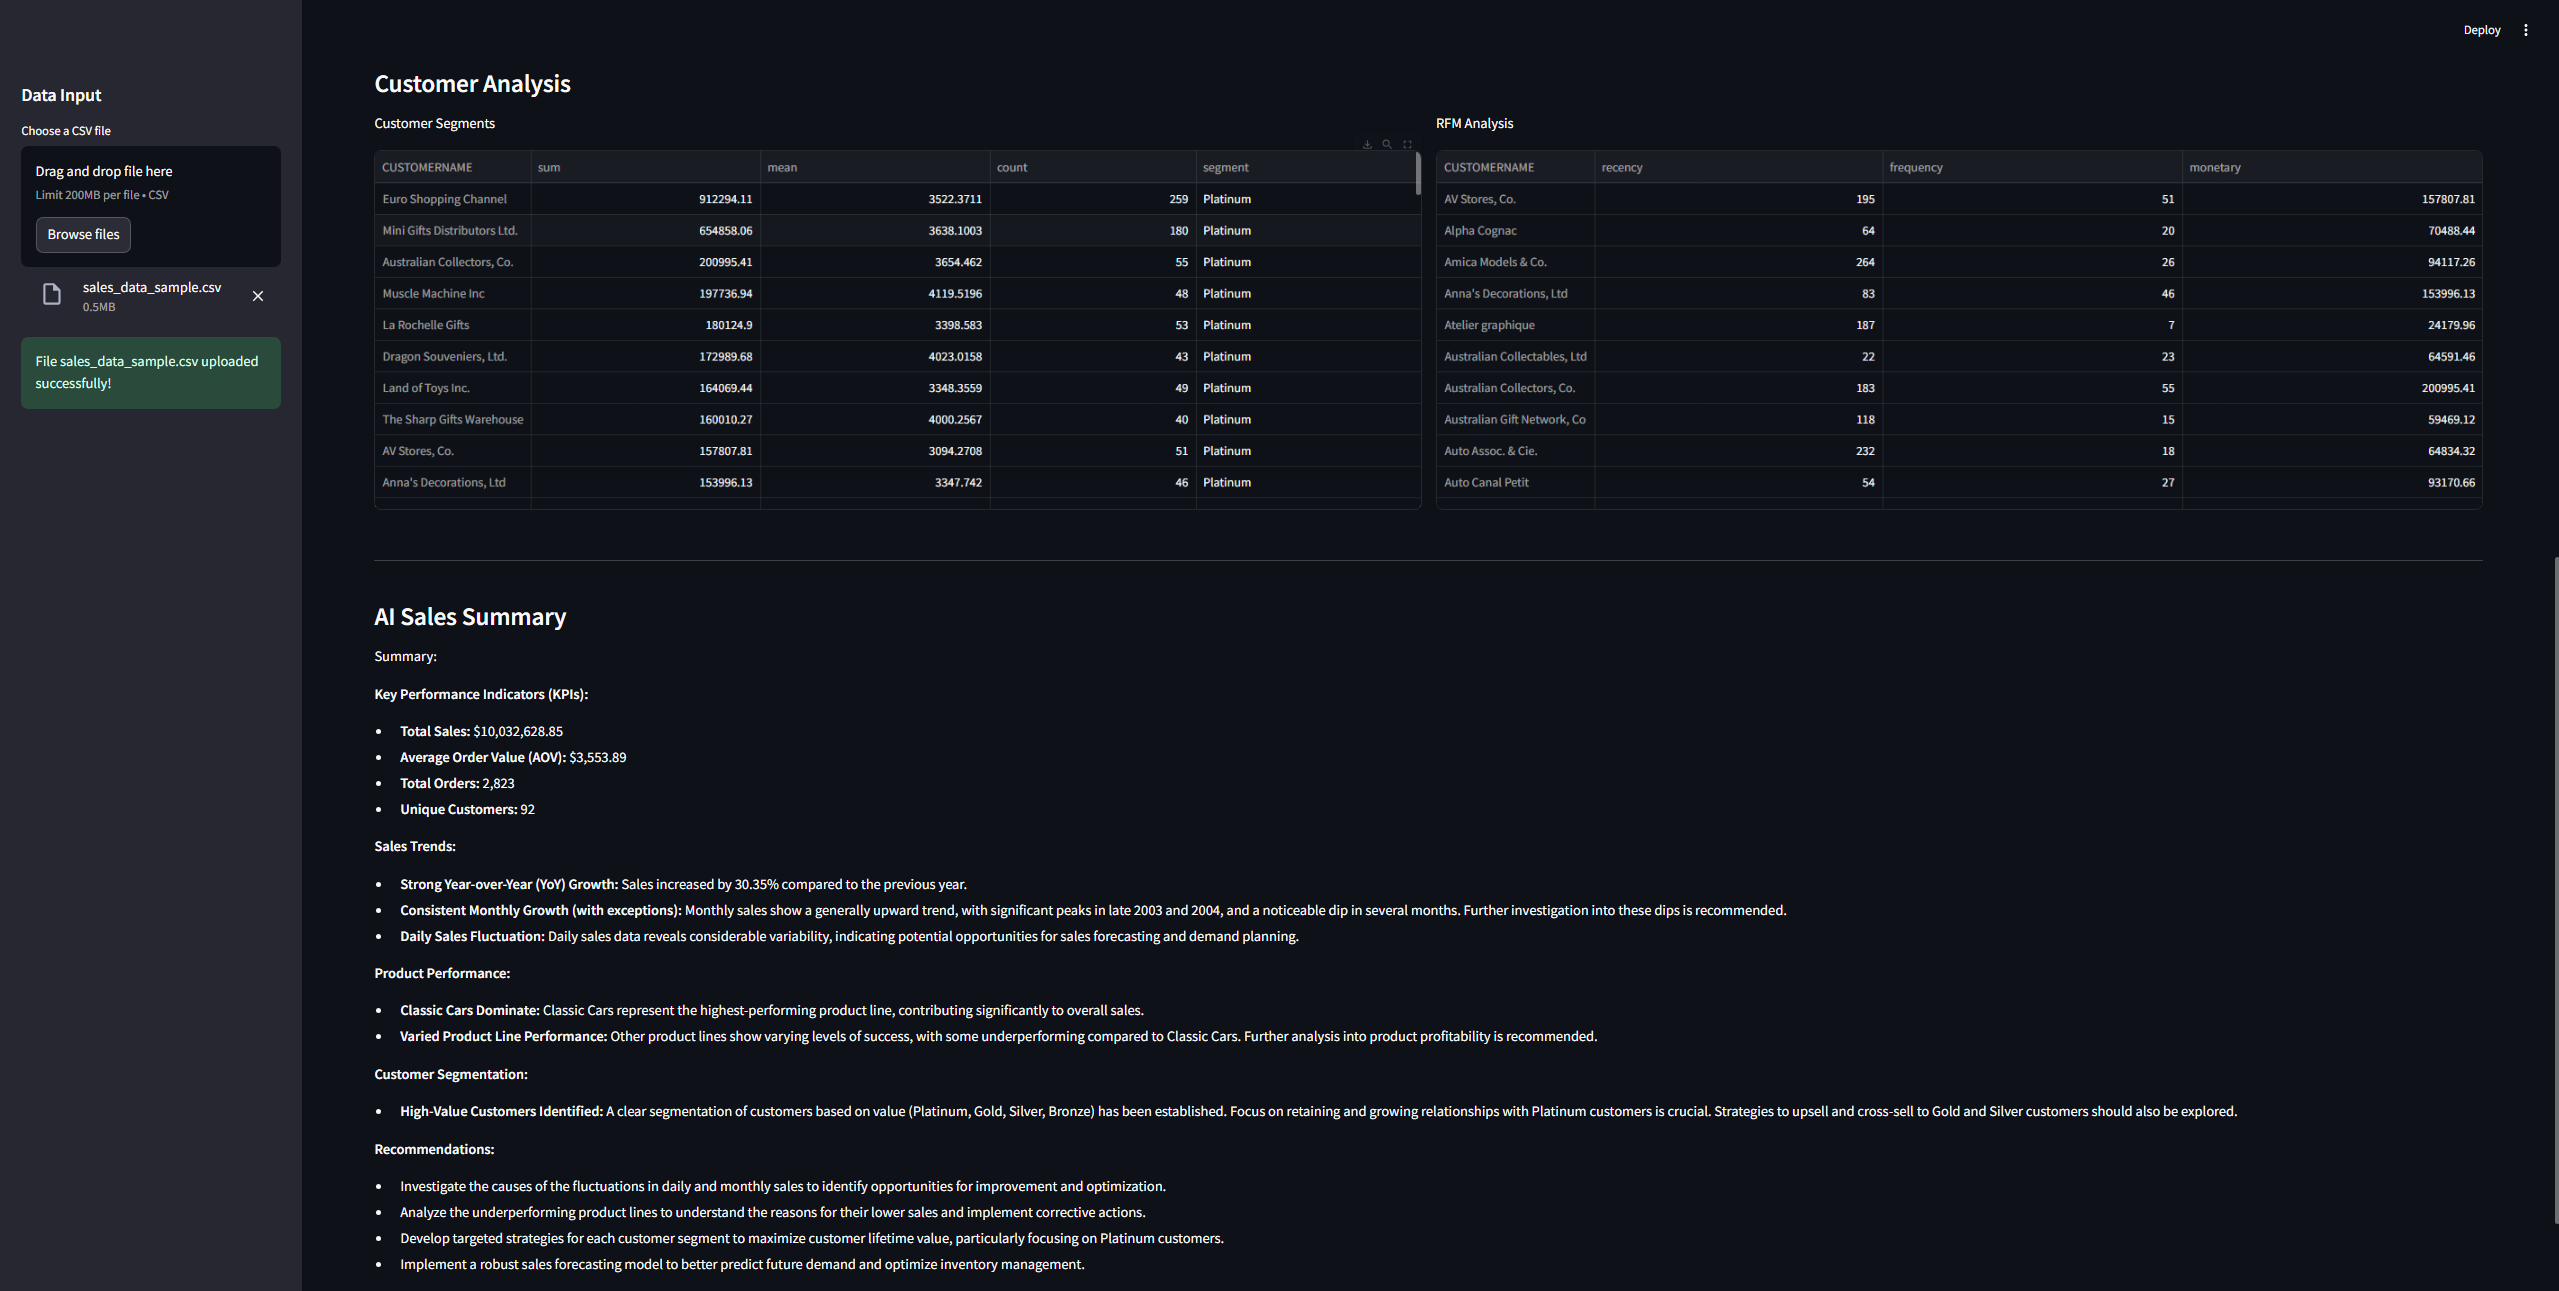 Deploy
Data Input
Choose a CSV file
Drag and drop file here
Limit 200MB per file • CSV
Browse files
sales_data_sample.csv
0.5MB
File sales_data_sample.csv uploaded
successfully!
Customer Analysis
Customer Segments
CUSTOMERNAME sum mean count segment
Euro Shopping Channel 912294.11 3522.3711 259 Platinum
Mini Gifts Distributors Ltd. 654858.06 3638.1003 180 Platinum
Australian Collectors, Co. 200995.41 3654.462 55 Platinum
Muscle Machine Inc 197736.94 4119.5196 48 Platinum
La Rochelle Gifts 180124.9 3398.583 53 Platinum
Dragon Souveniers, Ltd. 172989.68 4023.0158 43 Platinum
Land of Toys Inc. 164069.44 3348.3559 49 Platinum
The Sharp Gifts Warehouse 160010.27 4000.2567 40 Platinum
AV Stores, Co. 157807.81 3094.2708 51 Platinum
Anna's Decorations, Ltd 153996.13 3347.742 46 Platinum
RFM Analysis
CUSTOMERNAME recency frequency monetary
AV Stores, Co. 195 51 157807.81
Alpha Cognac 64 20 70488.44
Amica Models & Co. 264 26 94117.26
Anna's Decorations, Ltd 83 46 153996.13
Atelier graphique 187 7 24179.96
Australian Collectables, Ltd 22 23 64591.46
Australian Collectors, Co. 183 55 200995.41
Australian Gift Network, Co 118 15 59469.12
Auto Assoc. & Cie. 232 18 64834.32
Auto Canal Petit 54 27 93170.66
AI Sales Summary
Summary:
Key Performance Indicators (KPIs):
• Total Sales: $10,032,628.85
• Average Order Value (AOV): $3,553.89
• Total Orders: 2,823
• Unique Customers: 92
Sales Trends:
• Strong Year-over-Year (YoY) Growth: Sales increased by 30.35% compared to the previous year.
• Consistent Monthly Growth (with exceptions): Monthly sales show a generally upward trend, with significant peaks in late 2003 and 2004, and a noticeable dip in several months. Further investigation into these dips is recommended.
• Daily Sales Fluctuation: Daily sales data reveals considerable variability, indicating potential opportunities for sales forecasting and demand planning.
Product Performance:
• Classic Cars Dominate: Classic Cars represent the highest-performing product line, contributing significantly to overall sales.
• Varied Product Line Performance: Other product lines show varying levels of success, with some underperforming compared to Classic Cars. Further analysis into product profitability is recommended.
Customer Segmentation:
• High-Value Customers Identified: A clear segmentation of customers based on value (Platinum, Gold, Silver, Bronze) has been established. Focus on retaining and growing relationships with Platinum customers is crucial. Strategies to upsell and cross-sell to Gold and Silver customers should also be explored.
Recommendations:
• Investigate the causes of the fluctuations in daily and monthly sales to identify opportunities for improvement and optimization.
• Analyze the underperforming product lines to understand the reasons for their lower sales and implement corrective actions.
• Develop targeted strategies for each customer segment to maximize customer lifetime value, particularly focusing on Platinum customers.
• Implement a robust sales forecasting model to better predict future demand and optimize inventory management.